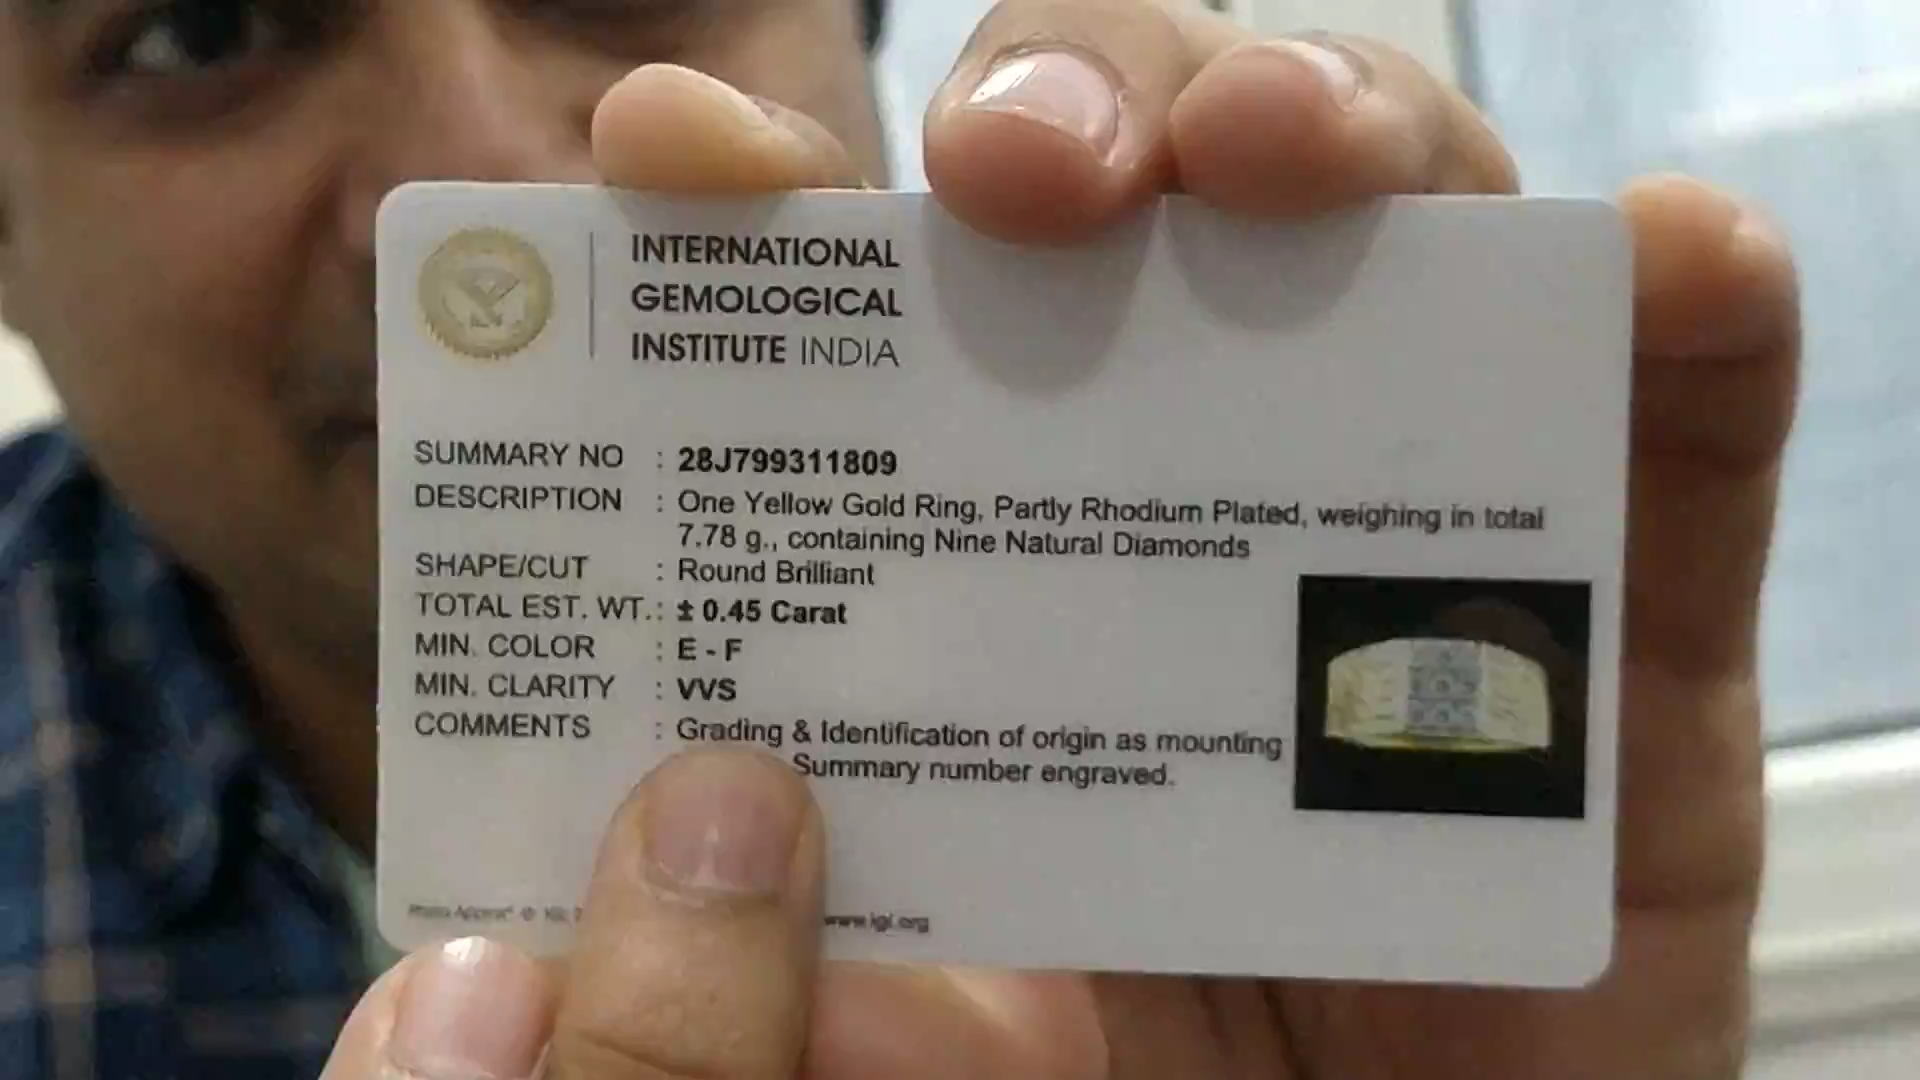 INTERNATIONAL
GEMOLOGICAL
INSTITUTE INDIA
SUMMARY NO : 28J799311809
DESCRIPTION : One Yellow Gold Ring, Partly Rhodium Plated, weighing in total
7.78 g., containing Nine Natural Diamonds
SHAPE/CUT : Round Brilliant
TOTAL EST. WT. : ± 0.45 Carat
MIN. COLOR : E - F
MIN. CLARITY : VVS
COMMENTS : Grading & Identification of origin as mounting
Summary number engraved.
www.igi.org